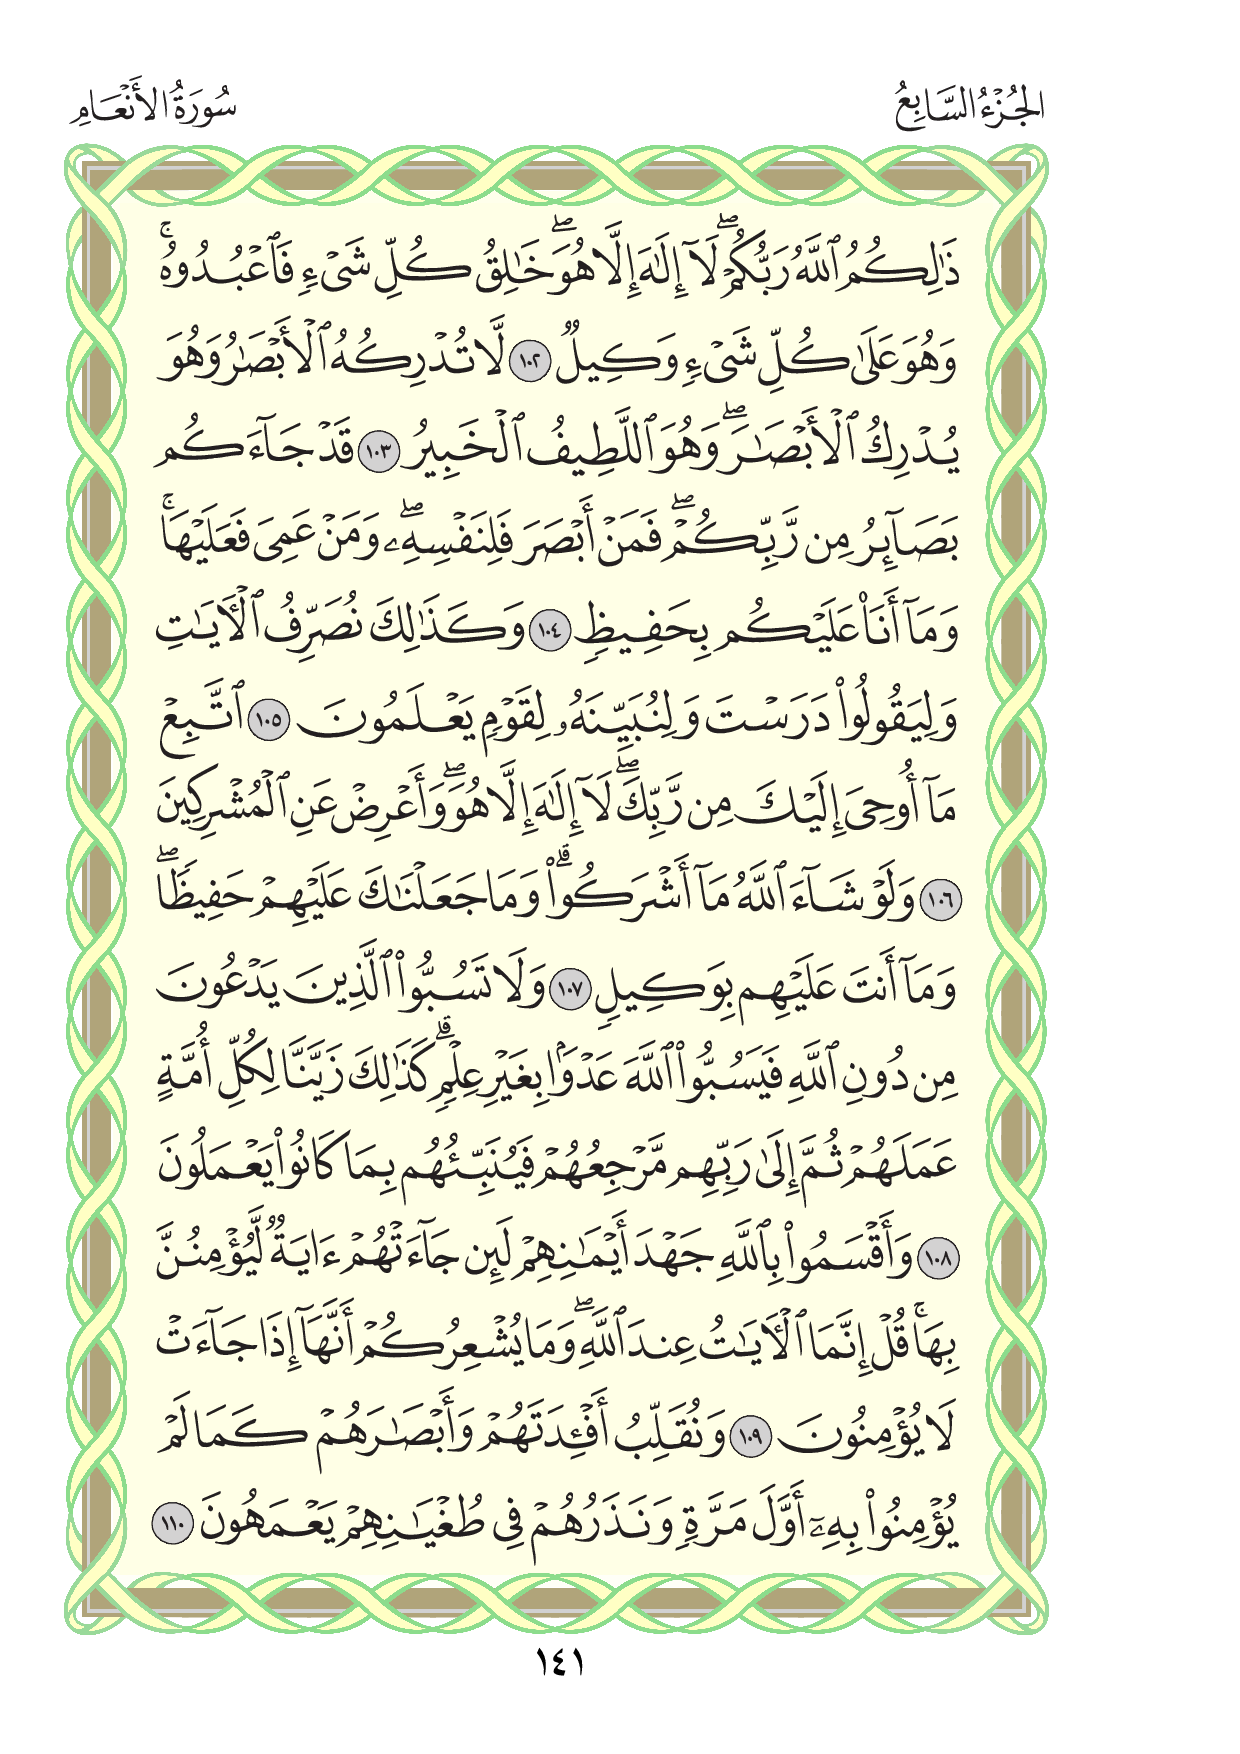 الجُزْءُ السَّابِعُ
سُورَةُ الأَنْعَامِ
ذَٰلِكُمُ ٱللَّهُ رَبُّكُمْۖ لَآ إِلَٰهَ إِلَّا هُوَۖ خَٰلِقُ كُلِّ شَىْءٍ فَٱعْبُدُوهُۚ
وَهُوَ عَلَىٰ كُلِّ شَىْءٍ وَكِيلٌ ١٠٢ لَّا تُدْرِكُهُ ٱلْأَبْصَٰرُ وَهُوَ
يُدْرِكُ ٱلْأَبْصَٰرَۖ وَهُوَ ٱللَّطِيفُ ٱلْخَبِيرُ ١٠٣ قَدْ جَآءَكُم
بَصَآئِرُ مِن رَّبِّكُمْۖ فَمَنْ أَبْصَرَ فَلِنَفْسِهِۦۖ وَمَنْ عَمِىَ فَعَلَيْهَاۚ
وَمَآ أَنَا۠ عَلَيْكُم بِحَفِيظٍ ١٠٤ وَكَذَٰلِكَ نُصَرِّفُ ٱلْأٓيَٰتِ
وَلِيَقُولُوا۟ دَرَسْتَ وَلِنُبَيِّنَهُۥ لِقَوْمٍ يَعْلَمُونَ ١٠٥ ٱتَّبِعْ
مَآ أُوحِىَ إِلَيْكَ مِن رَّبِّكَۖ لَآ إِلَٰهَ إِلَّا هُوَۖ وَأَعْرِضْ عَنِ ٱلْمُشْرِكِينَ
١٠٦ وَلَوْ شَآءَ ٱللَّهُ مَآ أَشْرَكُوا۟ۗ وَمَا جَعَلْنَٰكَ عَلَيْهِمْ حَفِيظًاۖ
وَمَآ أَنتَ عَلَيْهِم بِوَكِيلٍ ١٠٧ وَلَا تَسُبُّوا۟ ٱلَّذِينَ يَدْعُونَ
مِن دُونِ ٱللَّهِ فَيَسُبُّوا۟ ٱللَّهَ عَدْوًۢا بِغَيْرِ عِلْمٍۗ كَذَٰلِكَ زَيَّنَّا لِكُلِّ أُمَّةٍ
عَمَلَهُمْ ثُمَّ إِلَىٰ رَبِّهِم مَّرْجِعُهُمْ فَيُنَبِّئُهُم بِمَا كَانُوا۟ يَعْمَلُونَ
١٠٨ وَأَقْسَمُوا۟ بِٱللَّهِ جَهْدَ أَيْمَٰنِهِمْ لَئِن جَآءَتْهُمْ ءَايَةٌ لَّيُؤْمِنُنَّ
بِهَاۚ قُلْ إِنَّمَا ٱلْأٓيَٰتُ عِندَ ٱللَّهِۖ وَمَا يُشْعِرُكُمْ أَنَّهَآ إِذَا جَآءَتْ
لَا يُؤْمِنُونَ ١٠٩ وَنُقَلِّبُ أَفْـِٔدَتَهُمْ وَأَبْصَٰرَهُمْ كَمَا لَمْ
يُؤْمِنُوا۟ بِهِۦٓ أَوَّلَ مَرَّةٍ وَنَذَرُهُمْ فِى طُغْيَٰنِهِمْ يَعْمَهُونَ ١١٠
١٤١